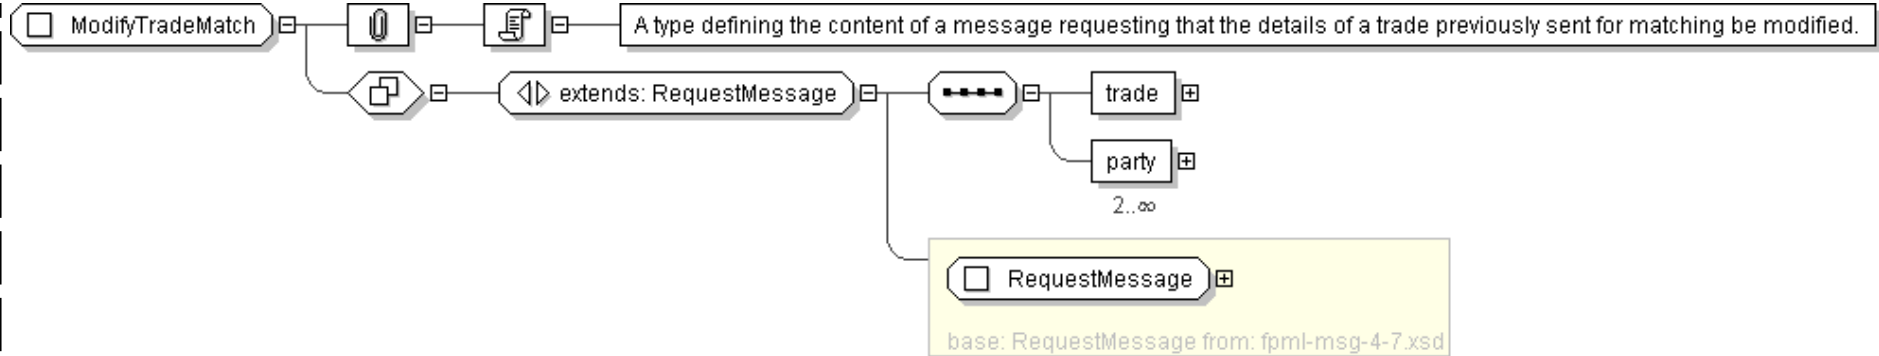 ModifyTradeMatch
A type defining the content of a message requesting that the details of a trade previously sent for matching be modified.
extends: RequestMessage
trade
party
2..∞
RequestMessage
base: RequestMessage from: fpml-msg-4-7.xsd